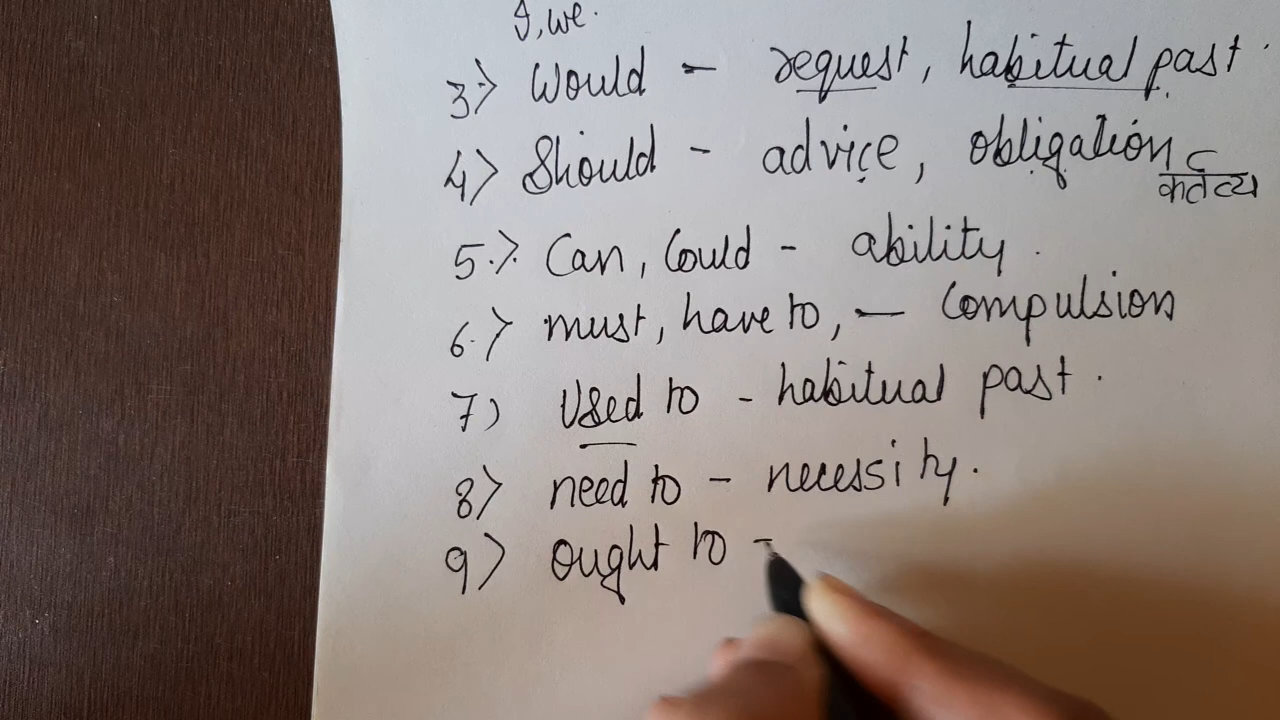 I, we.
3) Would - request, habitual past.
4) Should - advice, obligation
कर्तव्य
5) Can, Could - ability.
6) must, have to, - Compulsion
7) Used to - habitual past.
8) need to - necessity.
9) ought to -